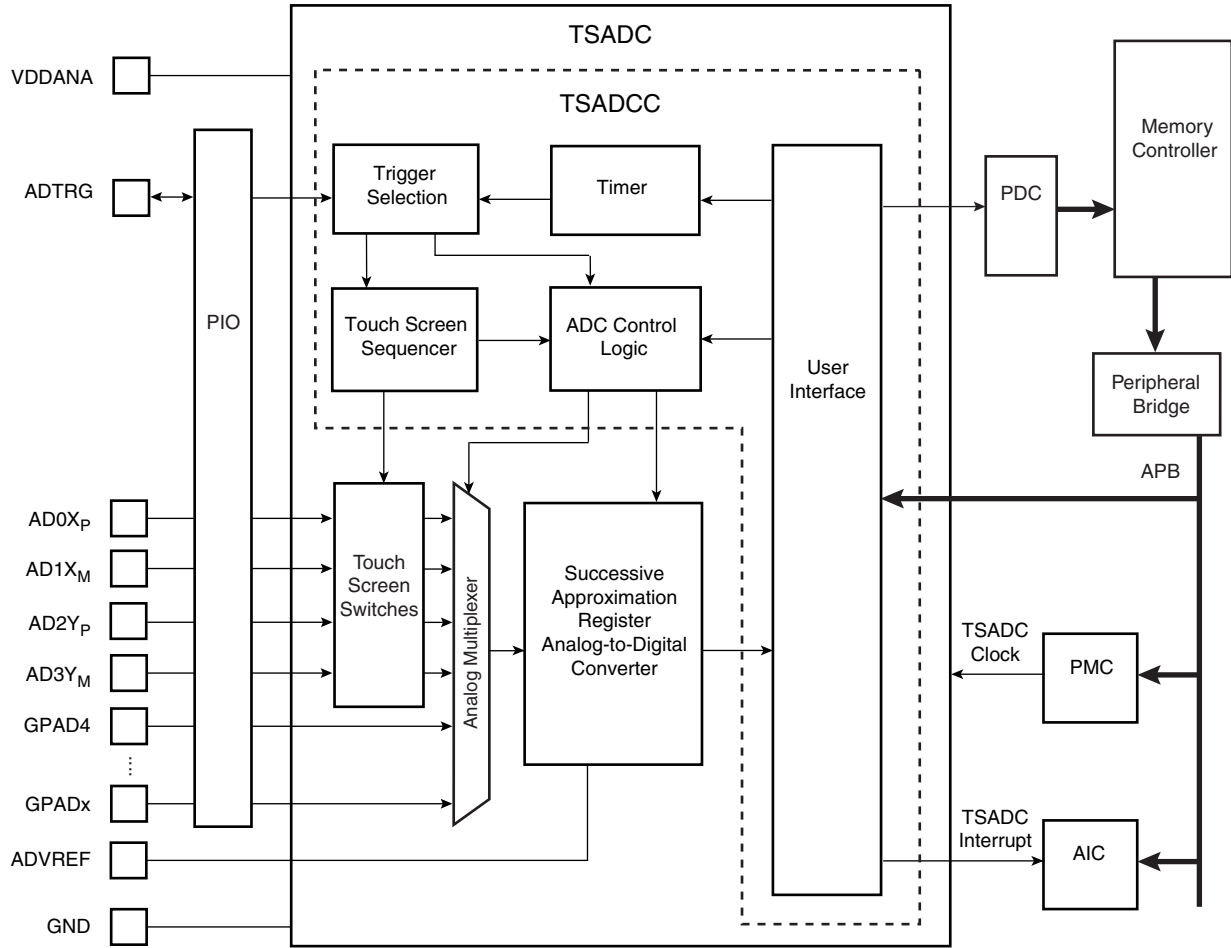 TSADC
VDDANA
TSADCC
Memory
Controller
Trigger
Selection
Timer
ADTRG
PDC
PIO
Touch Screen
Sequencer
ADC Control
Logic
User
Interface
Peripheral
Bridge
APB
AD0XP
AD1XM
AD2YP
AD3YM
GPAD4
GPADx
ADVREF
GND
Touch
Screen
Switches
Analog Multiplexer
Successive
Approximation
Register
Analog-to-Digital
Converter
TSADC
Clock
PMC
TSADC
Interrupt
AIC